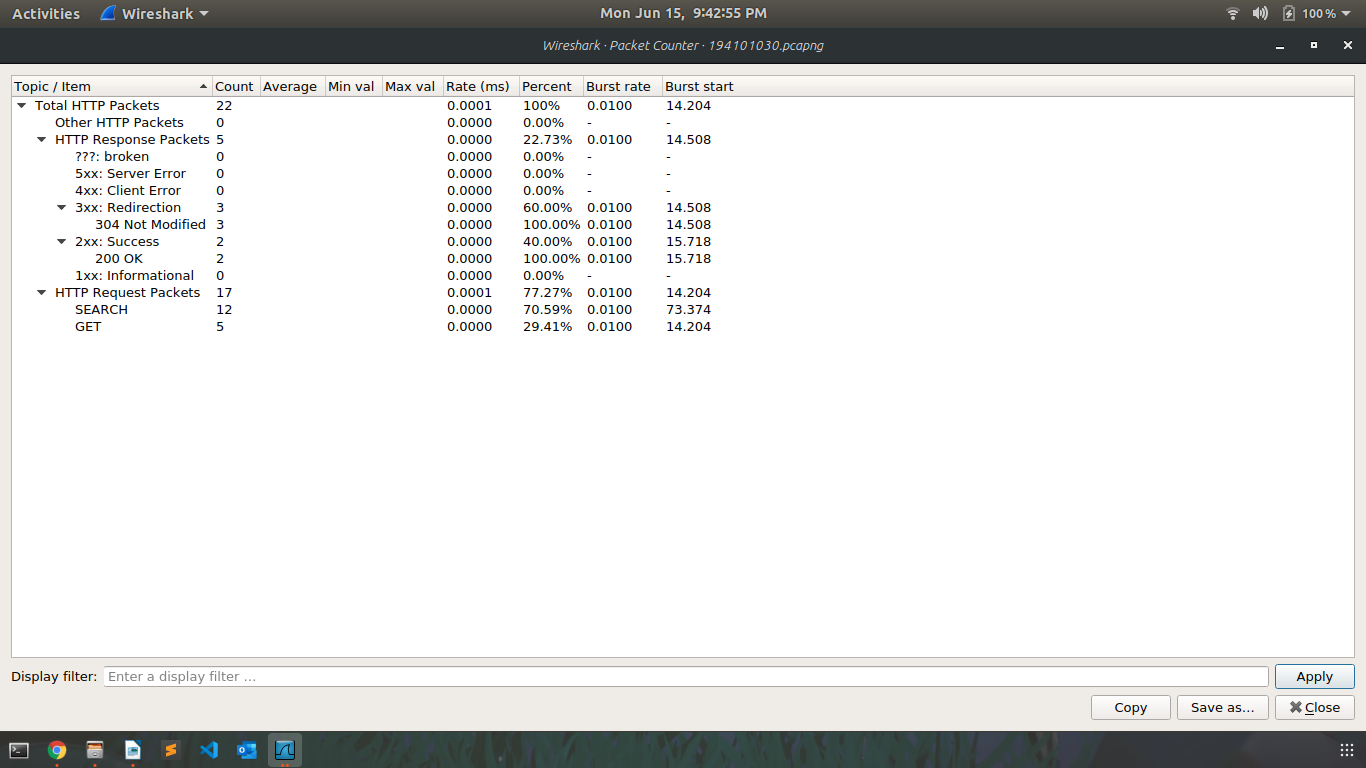 Activities Wireshark Mon Jun 15, 9:42:55 PM 100 %
Wireshark · Packet Counter · 194101030.pcapng
Topic / Item Count Average Min val Max val Rate (ms) Percent Burst rate Burst start
Total HTTP Packets 22 0.0001 100% 0.0100 14.204
Other HTTP Packets 0 0.0000 0.00% - -
HTTP Response Packets 5 0.0000 22.73% 0.0100 14.508
???: broken 0 0.0000 0.00% - -
5xx: Server Error 0 0.0000 0.00% - -
4xx: Client Error 0 0.0000 0.00% - -
3xx: Redirection 3 0.0000 60.00% 0.0100 14.508
304 Not Modified 3 0.0000 100.00% 0.0100 14.508
2xx: Success 2 0.0000 40.00% 0.0100 15.718
200 OK 2 0.0000 100.00% 0.0100 15.718
1xx: Informational 0 0.0000 0.00% - -
HTTP Request Packets 17 0.0001 77.27% 0.0100 14.204
SEARCH 12 0.0000 70.59% 0.0100 73.374
GET 5 0.0000 29.41% 0.0100 14.204
Display filter: Enter a display filter … Apply
Copy Save as… Close